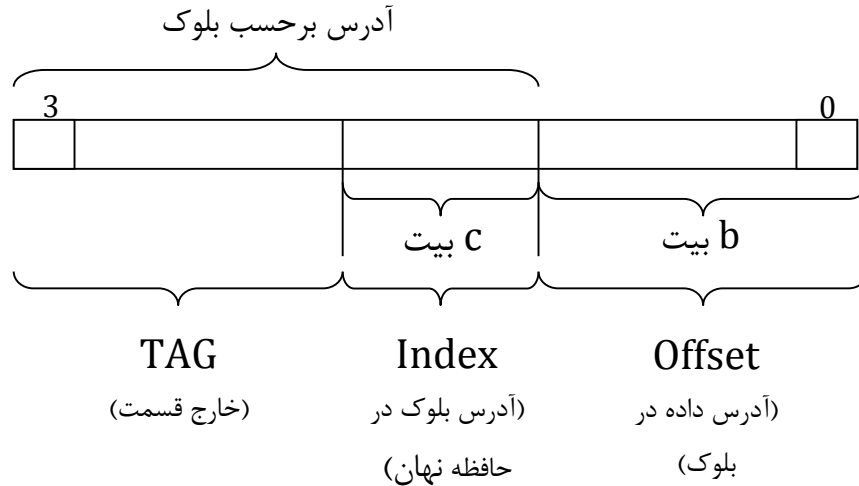 آدرس برحسب بلوک
3 0
c بیت b بیت
TAG Index Offset
(خارج قسمت) (آدرس بلوک در (آدرس داده در
حافظه نهان) بلوک)